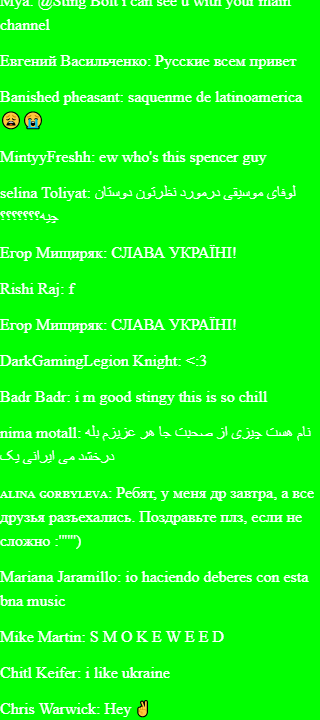 Mya: @Sting Bolt i can see u with your main
channel
Евгений Васильченко: Русские всем привет
Banished pheasant: saquenme de latinoamerica
😩😭
MintyyFreshh: ew who's this spencer guy
selina Toliyat: لوفای موسیقی درمورد نظرتون دوستان
چیه؟؟؟؟؟؟؟
Егор Мищиряк: СЛАВА УКРАЇНІ!
Rishi Raj: f
Егор Мищиряк: СЛАВА УКРАЇНІ!
DarkGamingLegion Knight: <:3
Badr Badr: i m good stingy this is so chill
nima motall: نام هست چیزی از صحبت جا هر عزیزم بله
درخشد می ایرانی یک
ᴀʟɪɴᴀ ɢᴏʀʙʏʟᴇᴠᴀ: Ребят, у меня др завтра, а все
друзья разъехались. Поздравьте плз, если не
сложно :""")
Mariana Jaramillo: io haciendo deberes con esta
bna music
Mike Martin: S M O K E W E E D
Chitl Keifer: i like ukraine
Chris Warwick: Hey ✌